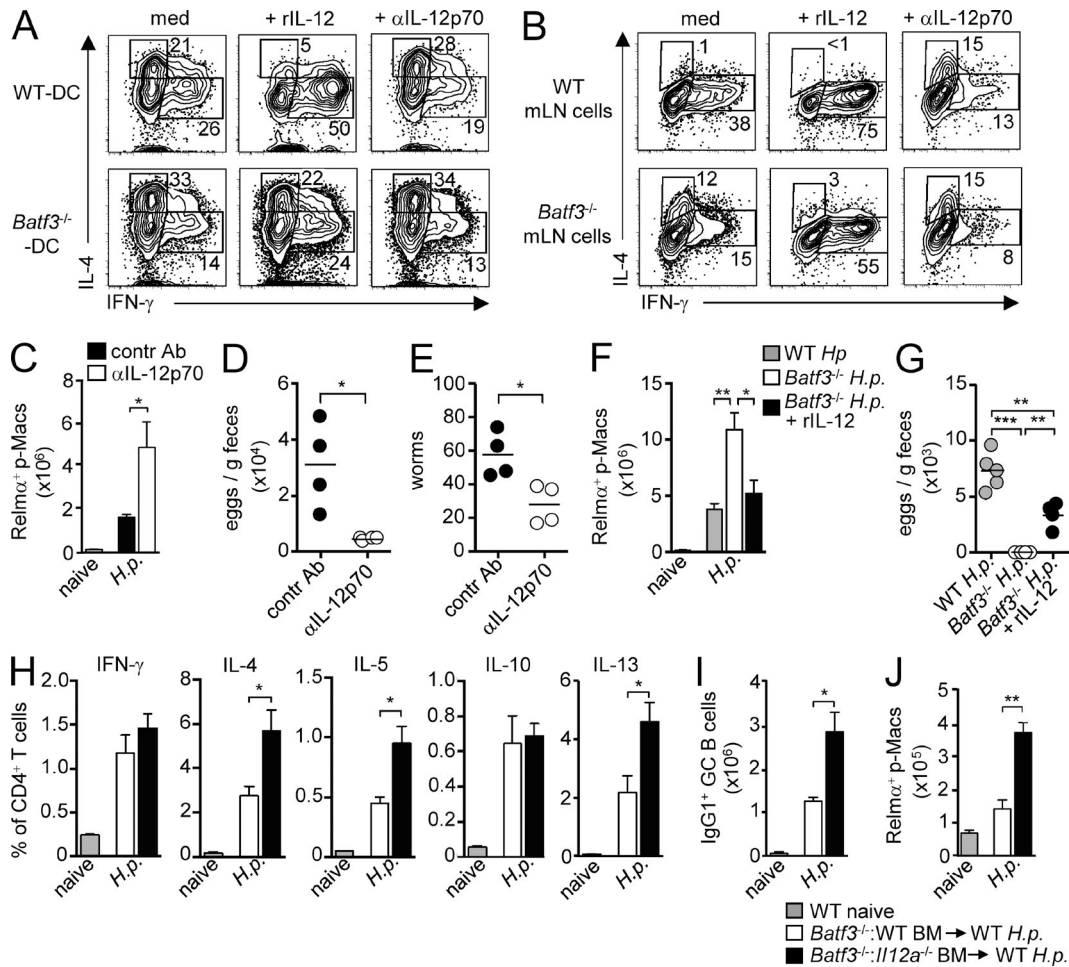 A
med
+ rIL-12
+ αIL-12p70
WT-DC
21
26
5
50
28
19
Batf3-/-
-DC
33
14
22
24
34
13
IL-4
IFN-γ
B
med
+ rIL-12
+ αIL-12p70
WT
mLN cells
1
38
<1
75
15
13
Batf3-/-
mLN cells
12
15
3
55
15
8
IL-4
IFN-γ
C
contr Ab
αIL-12p70
Relmα+ p-Macs
(x10⁶)
8
6
4
2
0
*
naive
H.p.
D
eggs / g feces
(x10⁴)
6
4
2
0
*
contr Ab
αIL-12p70
E
worms
100
80
60
40
20
0
*
contr Ab
αIL-12p70
F
WT Hp
Batf3-/- H.p.
Batf3-/- H.p.
+ rIL-12
Relmα+ p-Macs
(x10⁶)
15
10
5
0
**
*
naive
H.p.
G
eggs / g feces
(x10³)
15
10
5
0
**
***
**
WT H.p.
Batf3-/- H.p.
Batf3-/- H.p.
+ rIL-12
H
% of CD4+ T cells
IFN-γ
2.0
1.5
1.0
0.5
0.0
naive
H.p.
IL-4
8
6
4
2
0
*
naive
H.p.
IL-5
1.5
1.0
0.5
0.0
*
naive
H.p.
IL-10
1.0
0.8
0.6
0.4
0.2
0
naive
H.p.
IL-13
6
4
2
0
*
naive
H.p.
I
IgG1+ GC B cells
(x10⁶)
4
3
2
1
0
*
naive
H.p.
J
Relmα+ p-Macs
(x10⁵)
5
4
3
2
1
0
**
naive
H.p.
WT naive
Batf3-/-:WT BM → WT H.p.
Batf3-/-:Il12a-/- BM → WT H.p.